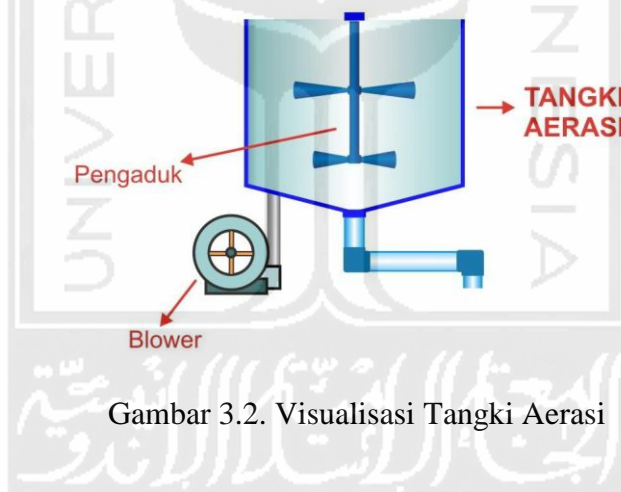 TANGKI
AERASI
Pengaduk
Blower
Gambar 3.2. Visualisasi Tangki Aerasi